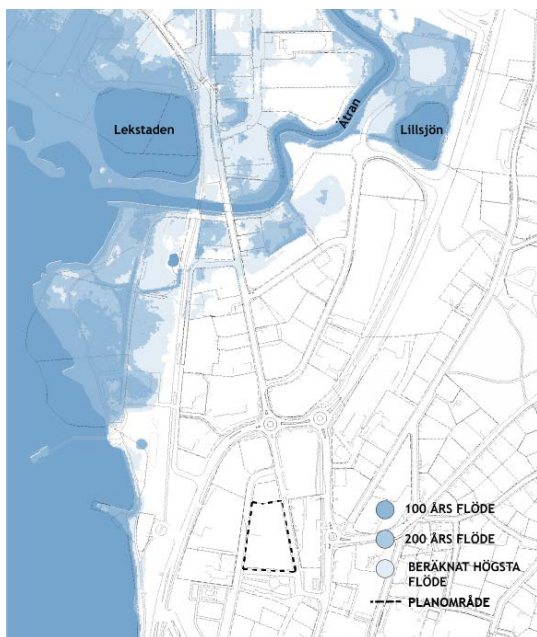 Lekstaden
Ätran
Lillsjön
100 ÅRS FLÖDE
200 ÅRS FLÖDE
BERÄKNAT HÖGSTA
FLÖDE
PLANOMRÅDE